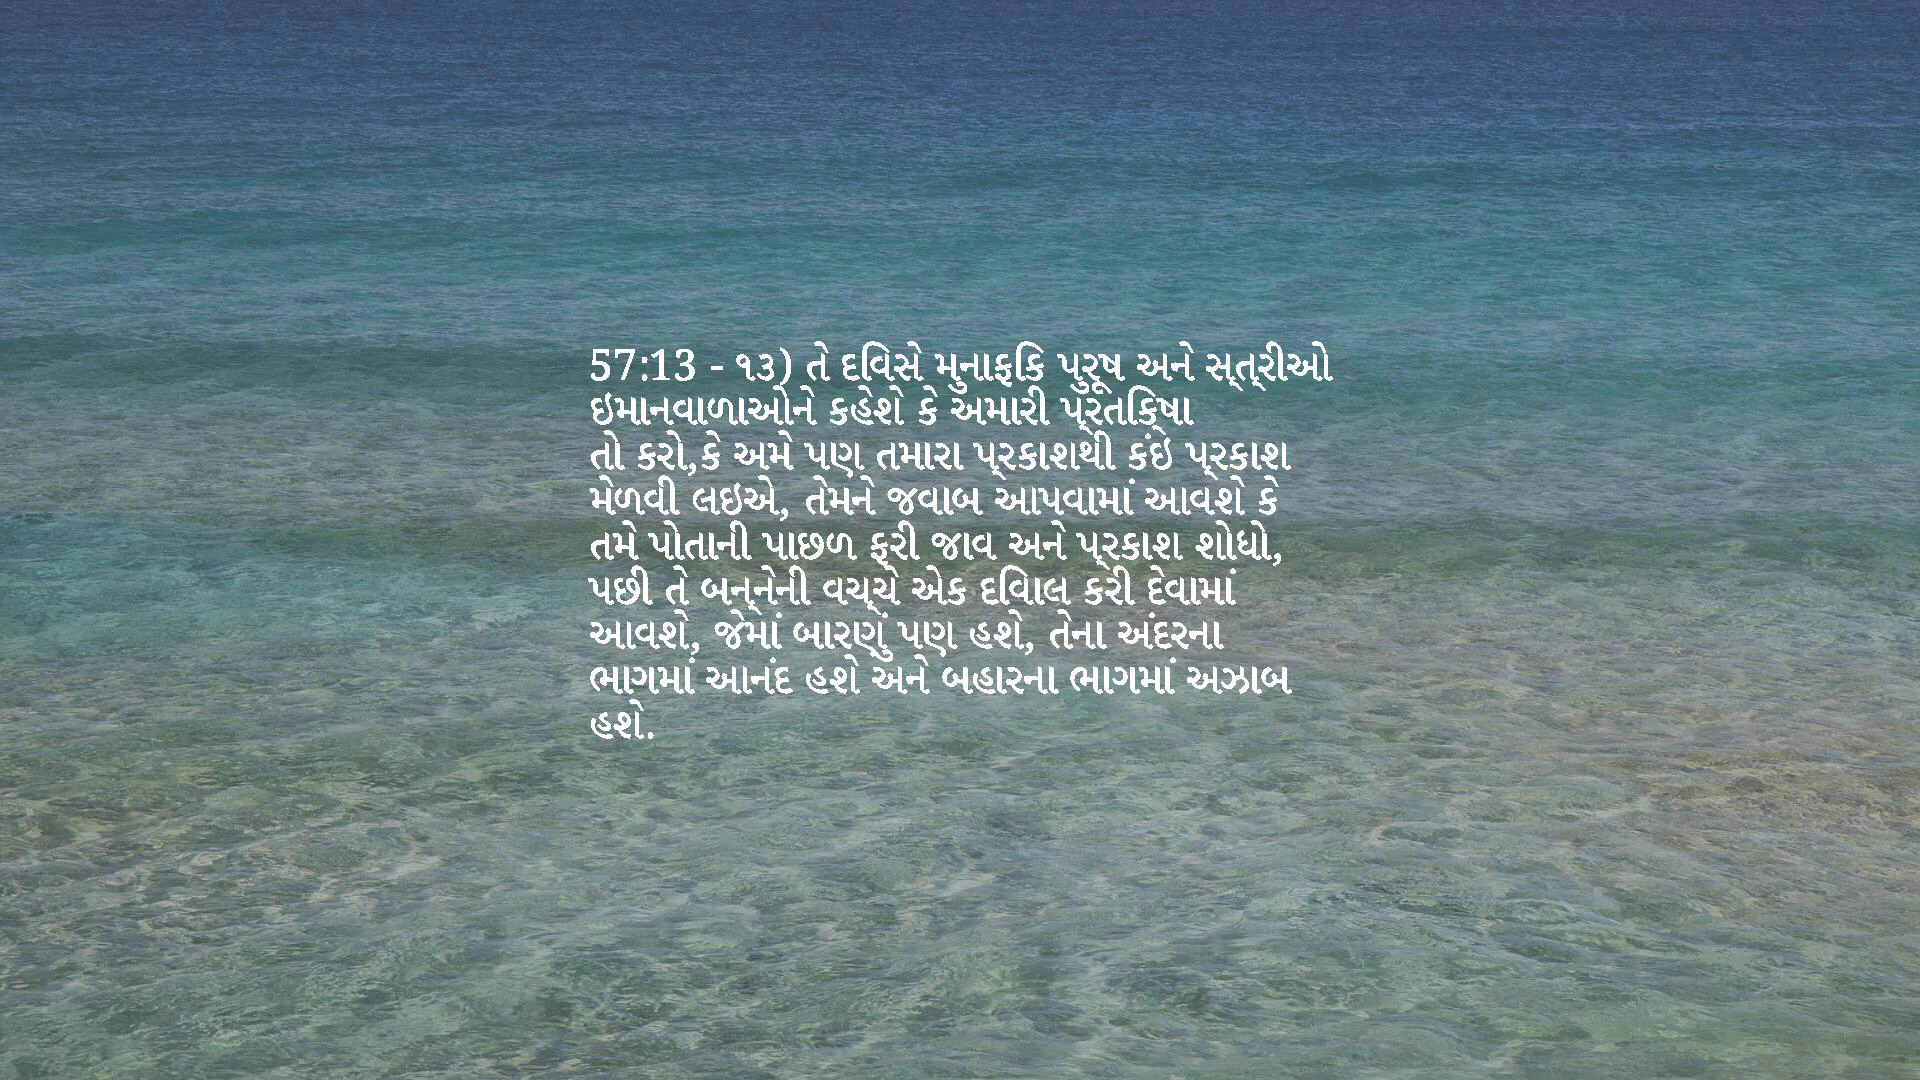 57:13 - ૧૩) તે દિવસે મુનાફિક પુરૂષ અને સ્ત્રીઓ
ઇમાનવાળાઓને કહેશે કે અમારી પ્રતિક્ષા
તો કરો,કે અમે પણ તમારા પ્રકાશથી કંઇ પ્રકાશ
મેળવી લઇએ, તેમને જવાબ આપવામાં આવશે કે
તમે પોતાની પાછળ ફરી જાવ અને પ્રકાશ શોધો,
પછી તે બન્નેની વચ્ચે એક દિવાલ કરી દેવામાં
આવશે, જેમાં બારણું પણ હશે, તેના અંદરના
ભાગમાં આનંદ હશે અને બહારના ભાગમાં અઝાબ
હશે.